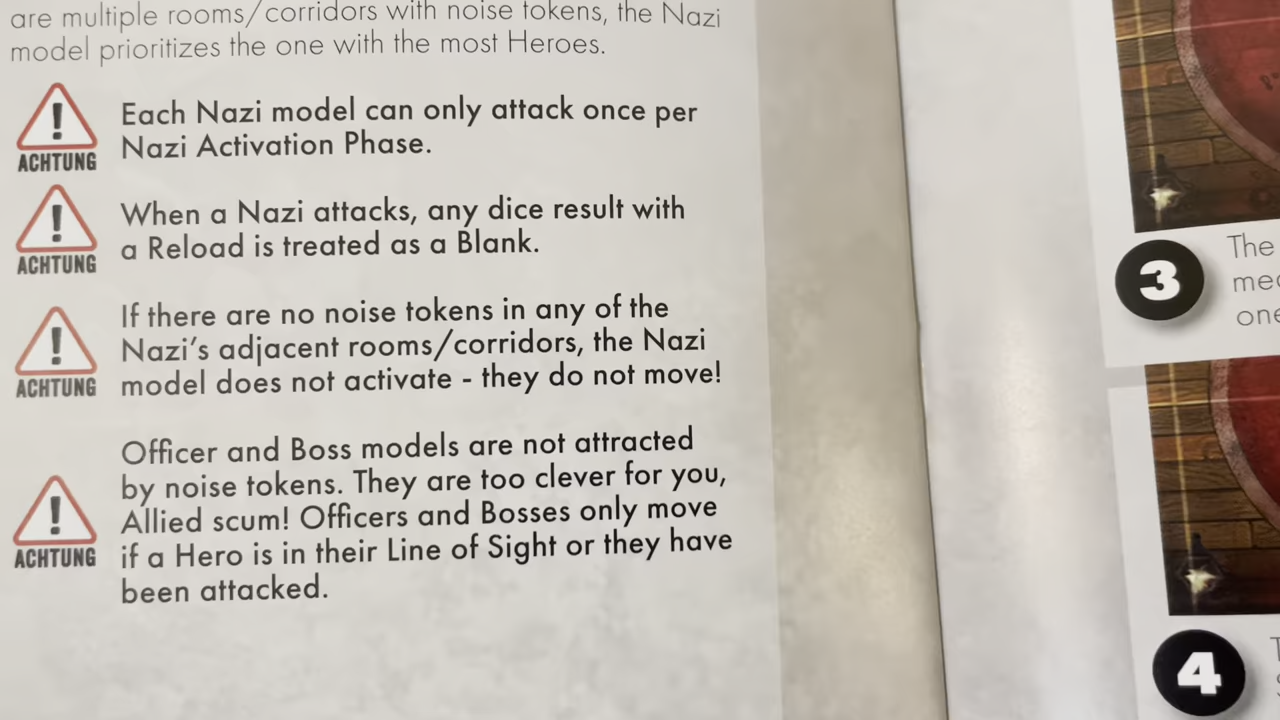 are multiple rooms/corridors with noise tokens, the Nazi
model prioritizes the one with the most Heroes.
!
ACHTUNG
Each Nazi model can only attack once per
Nazi Activation Phase.
!
ACHTUNG
When a Nazi attacks, any dice result with
a Reload is treated as a Blank.
!
ACHTUNG
If there are no noise tokens in any of the
Nazi's adjacent rooms/corridors, the Nazi
model does not activate - they do not move!
!
ACHTUNG
Officer and Boss models are not attracted
by noise tokens. They are too clever for you,
Allied scum! Officers and Bosses only move
if a Hero is in their Line of Sight or they have
been attacked.
3
The
4